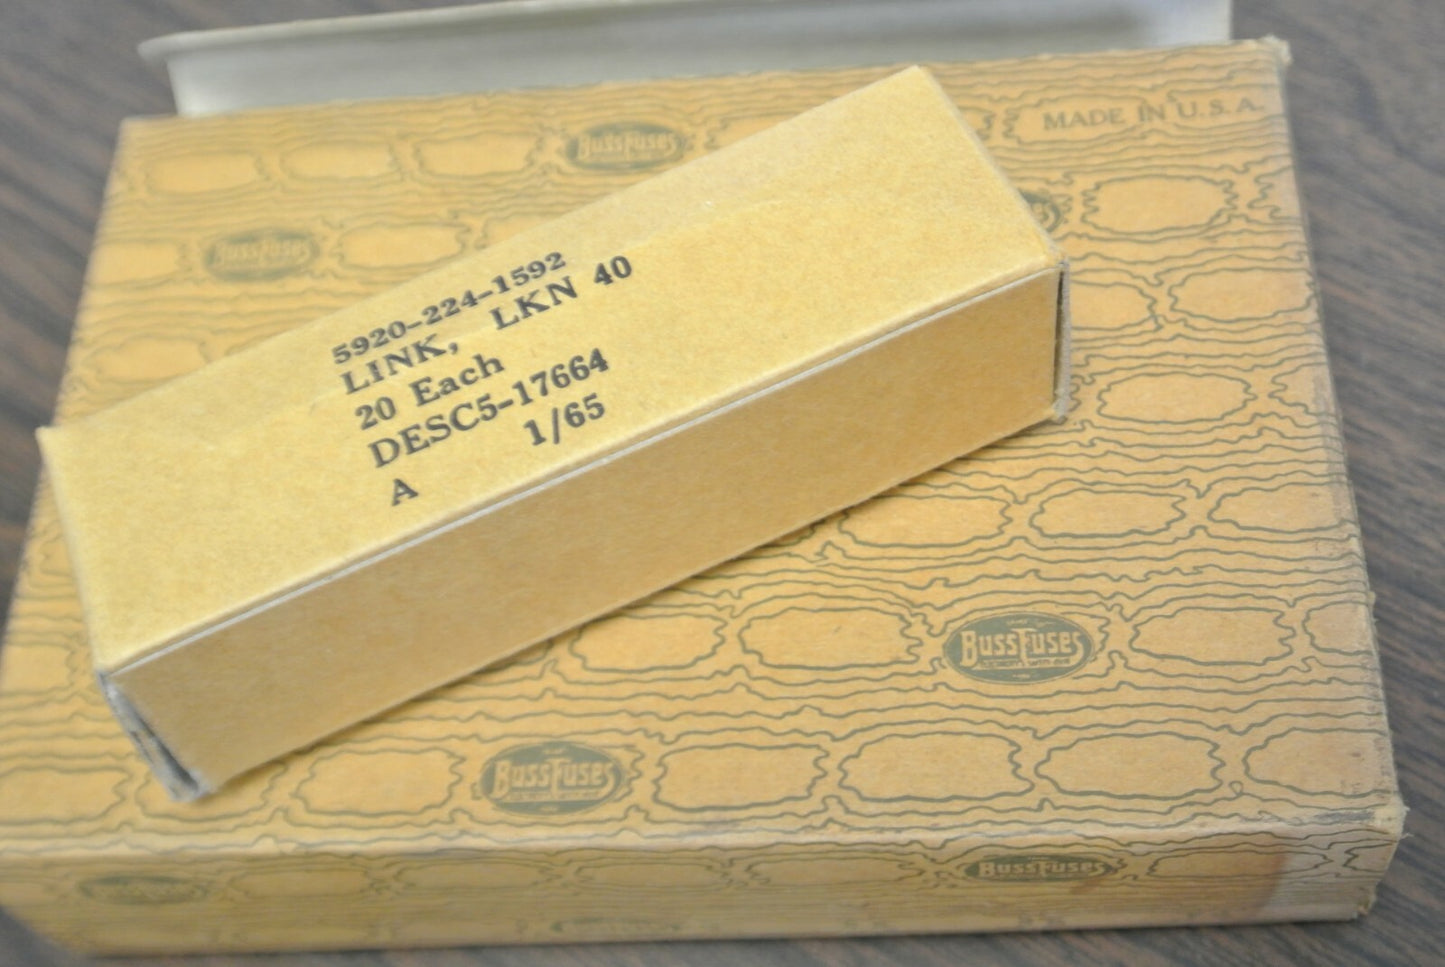 MADE IN U.S.A.
BUSSFUSES
BUSSFUSES
5920-224-1592
LINK, LKN 40
20 Each
DESC5-17664
1/65
A
BUSSFUSES
BUSSFUSES
BUSSFUSES